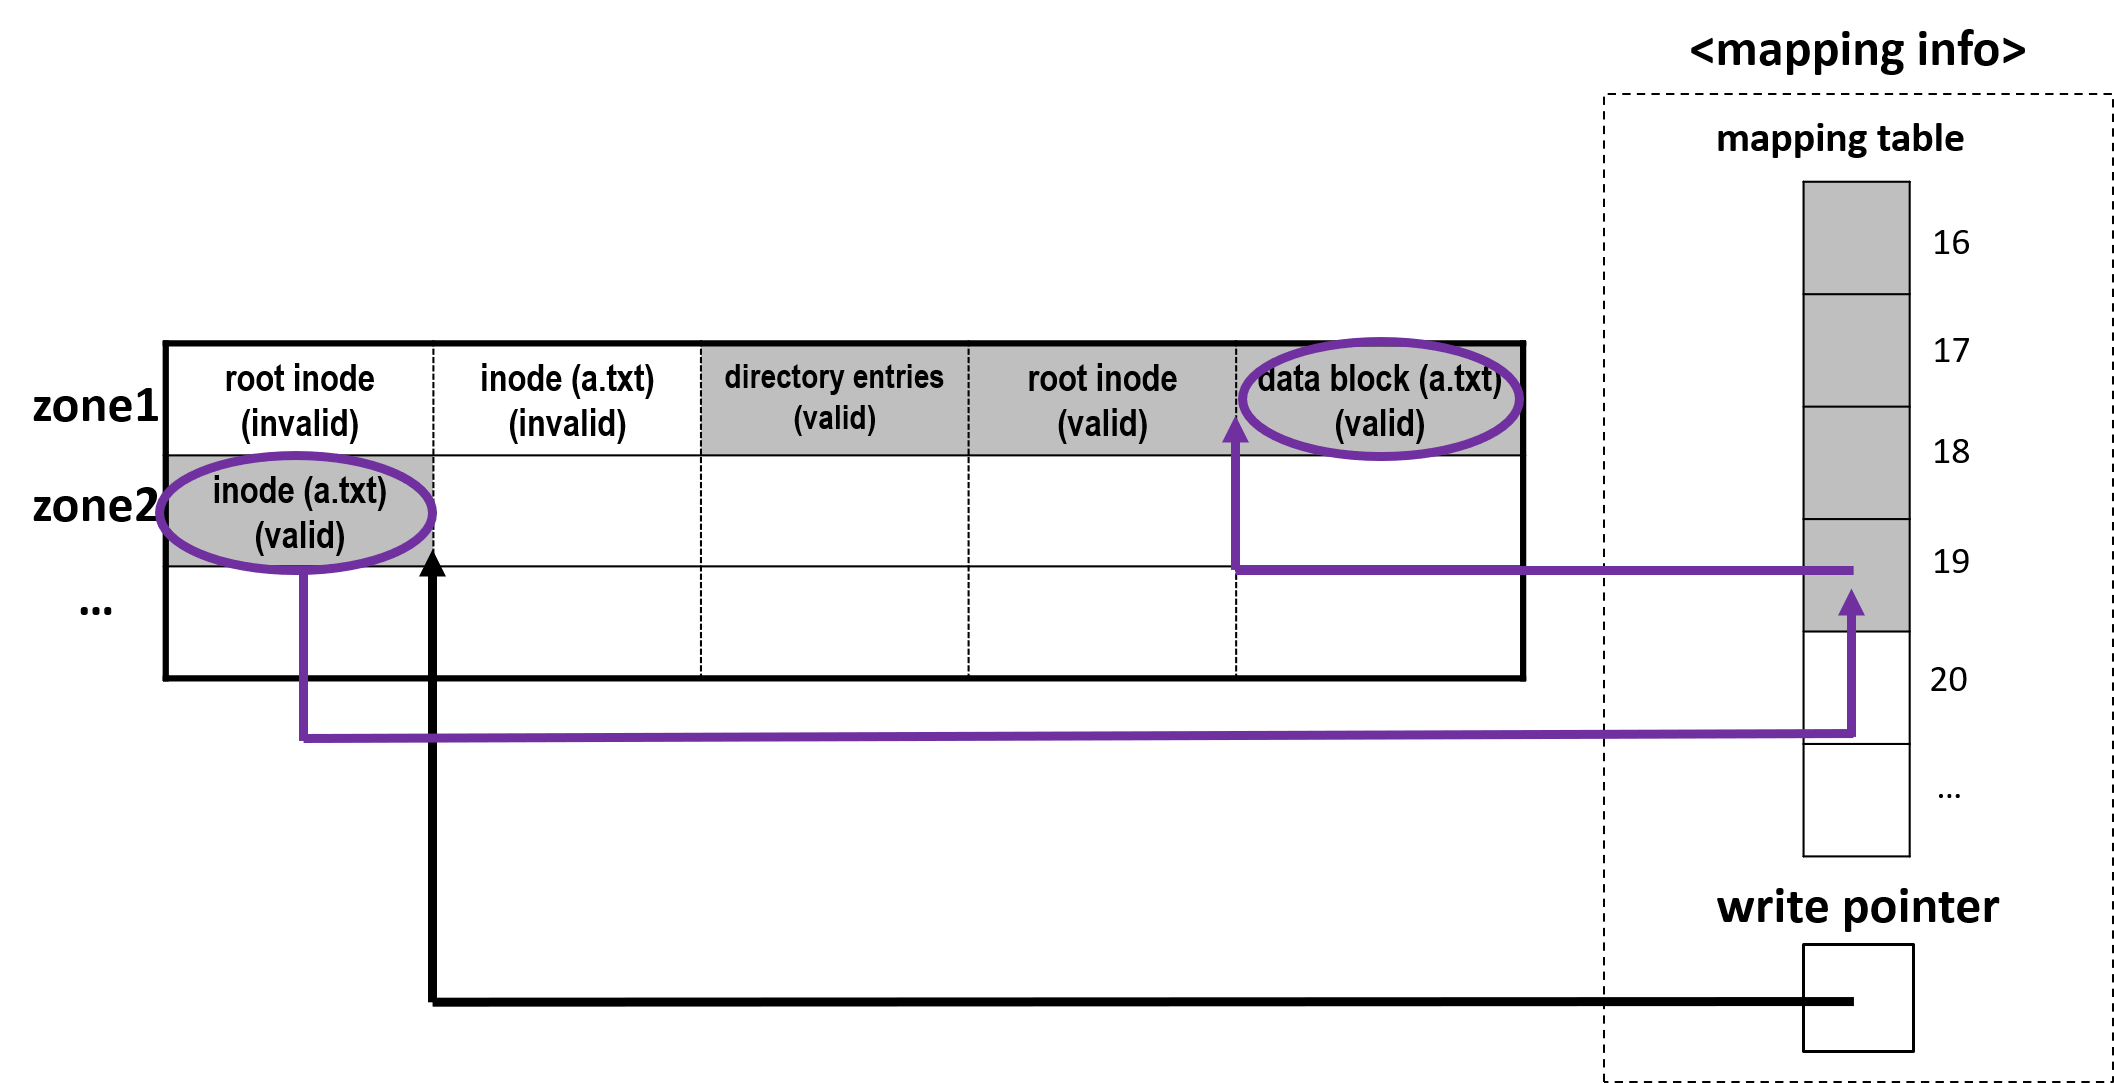 <mapping info>
mapping table
16
17
18
19
20
...
zone1
root inode
(invalid)
inode (a.txt)
(invalid)
directory entries
(valid)
root inode
(valid)
data block (a.txt)
(valid)
zone2
inode (a.txt)
(valid)
...
write pointer